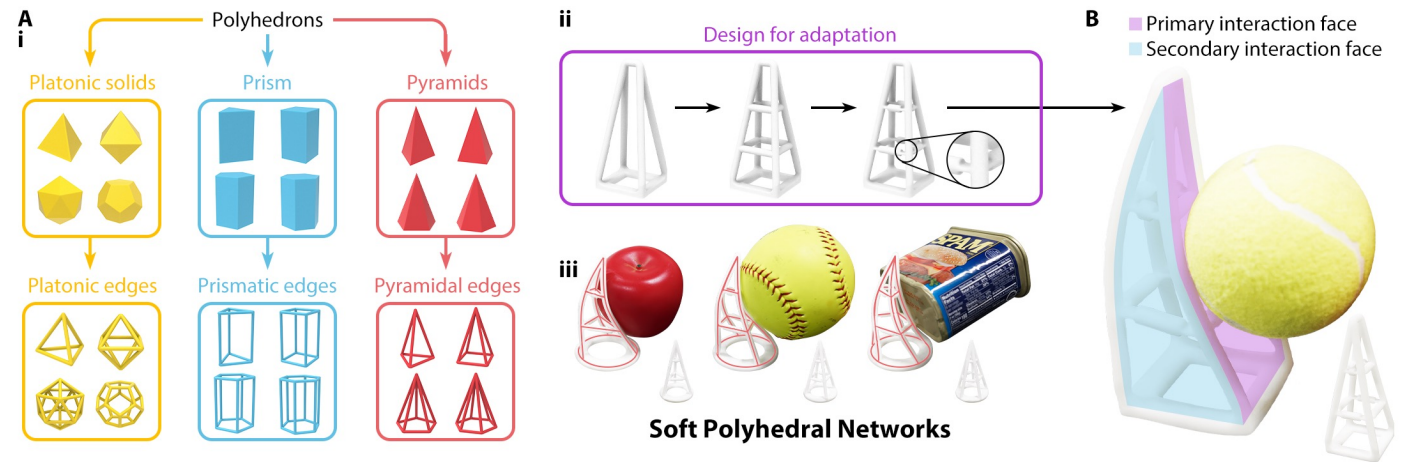 A
i
Polyhedrons
Platonic solids
Prism
Pyramids
Platonic edges
Prismatic edges
Pyramidal edges
ii
Design for adaptation
iii
SPAM
Soft Polyhedral Networks
B
Primary interaction face
Secondary interaction face